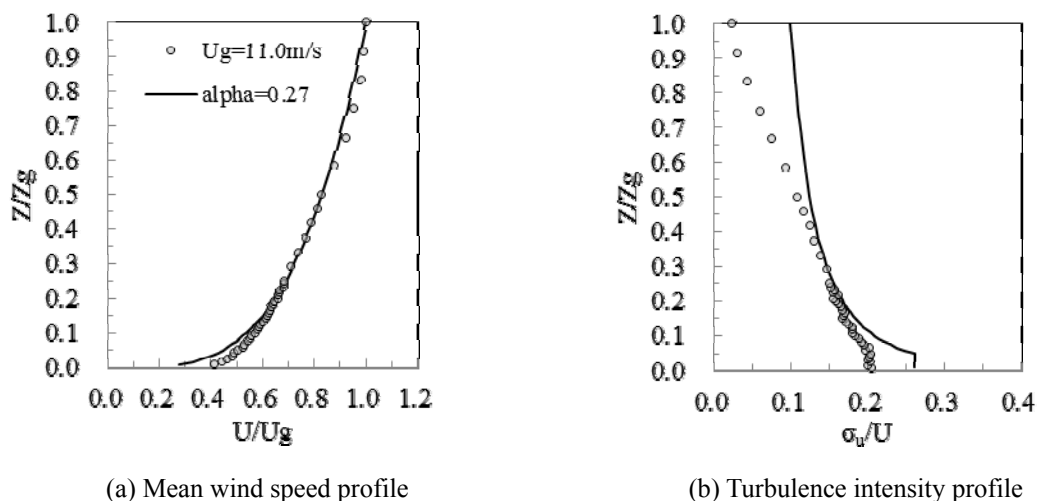 1.0
0.9
0.8
0.7
0.6
0.5
0.4
0.3
0.2
0.1
0.0
Z/Zg
Ug=11.0m/s
alpha=0.27
0.0 0.2 0.4 0.6 0.8 1.0 1.2
U/Ug
(a) Mean wind speed profile
1.0
0.9
0.8
0.7
0.6
0.5
0.4
0.3
0.2
0.1
0.0
Z/Zg
0.0 0.1 0.2 0.3 0.4
σu/U
(b) Turbulence intensity profile